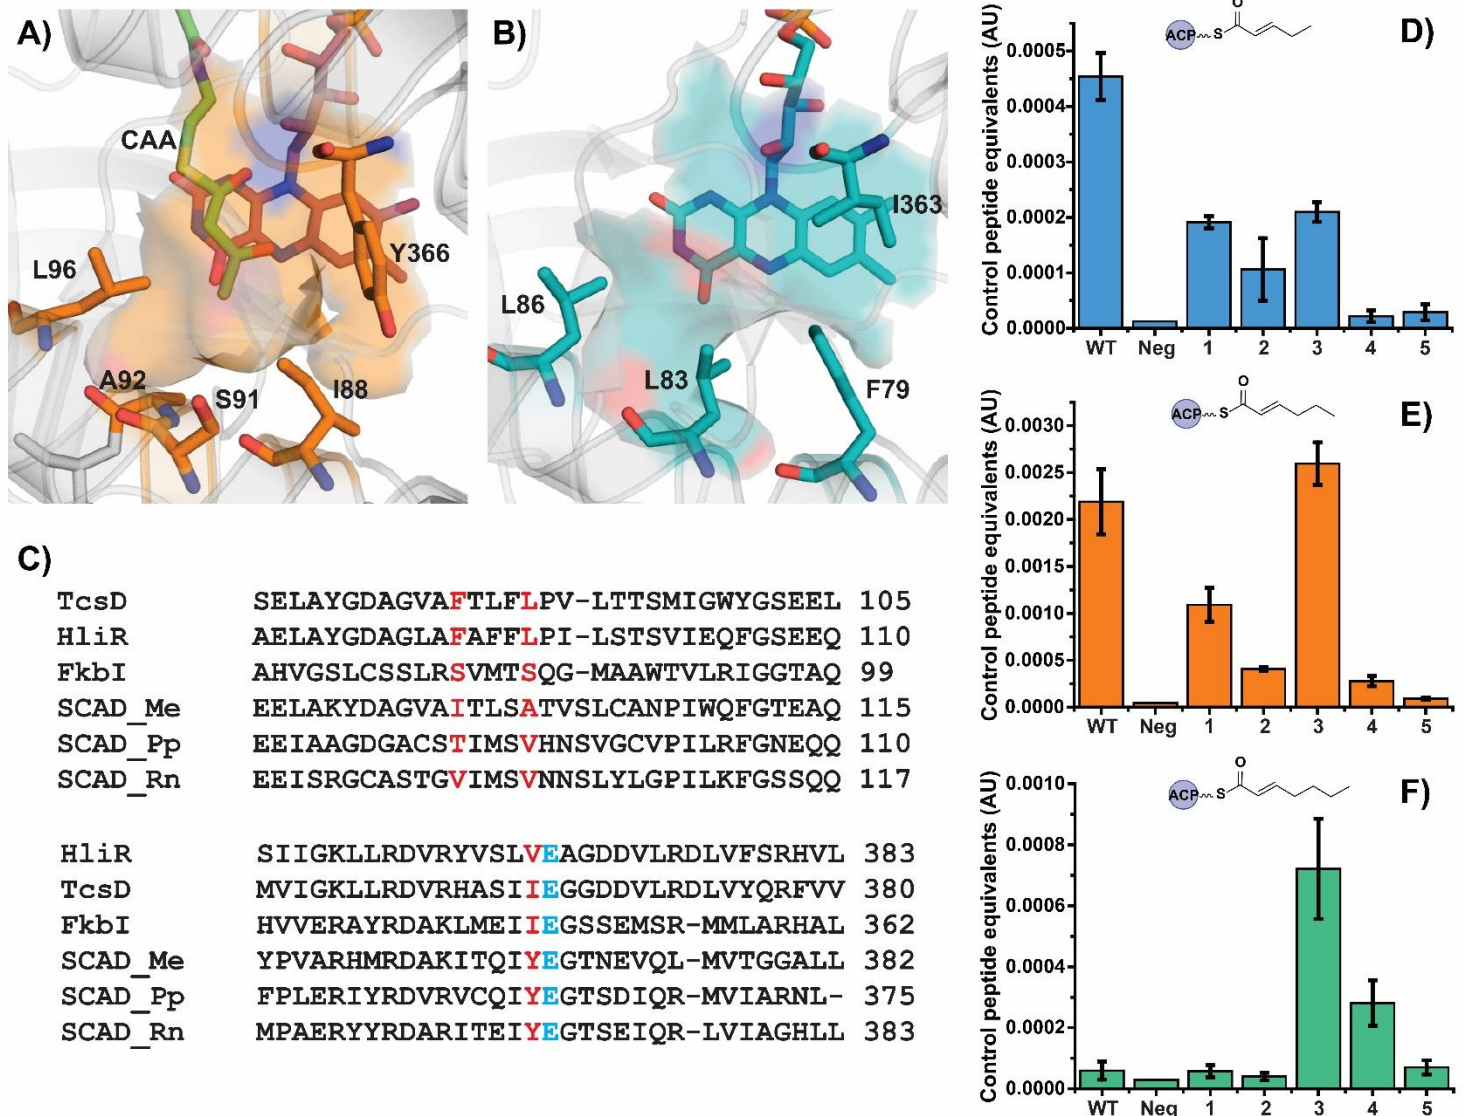 A)
CAA
L96
Y366
A92
S91
I88
B)
I363
L86
L83
F79
C)
TcsD SELAYGDAGVAFTLFLPV-LTTSMIGWYGSEEL 105
HliR AELAYGDAGLAFAFFLPI-LSTSVIEQFGSEEQ 110
FkbI AHVGSLCSSLRSVMTSQG-MAAWTVLRIGGTAQ 99
SCAD_Me EELAKYDAGVAITLSATVSLCANPIWQFGTEAQ 115
SCAD_Pp EEIAAGDGACSTIMSVHNSVGCVPILRFGNEQQ 110
SCAD_Rn EEISRGCASTGVIMSVNNSLYLGPILKFGSSQQ 117
HliR SIIGKLLRDVRYVSLVEAGDDVLRDLVFSRHVL 383
TcsD MVIGKLLRDVRHASIIEGGDDVLRDLVYQRFVV 380
FkbI HVVERAYRDAKLMEIIEGSSEMSR-MMLARHAL 362
SCAD_Me YPVARHMRDAKITQIYEGTNEVQL-MVTGGALL 382
SCAD_Pp FPLERIYRDVRVCQIYEGTSDIQR-MVIARNL- 375
SCAD_Rn MPAERYYRDARITEIYEGTSEIQR-LVIAGHLL 383
D)
Control peptide equivalents (AU)
0.0005
0.0004
0.0003
0.0002
0.0001
0.0000
ACP
S
O
WT Neg 1 2 3 4 5
E)
Control peptide equivalents (AU)
0.0030
0.0025
0.0020
0.0015
0.0010
0.0005
0.0000
ACP
S
O
WT Neg 1 2 3 4 5
F)
Control peptide equivalents (AU)
0.0010
0.0008
0.0006
0.0004
0.0002
0.0000
ACP
S
O
WT Neg 1 2 3 4 5